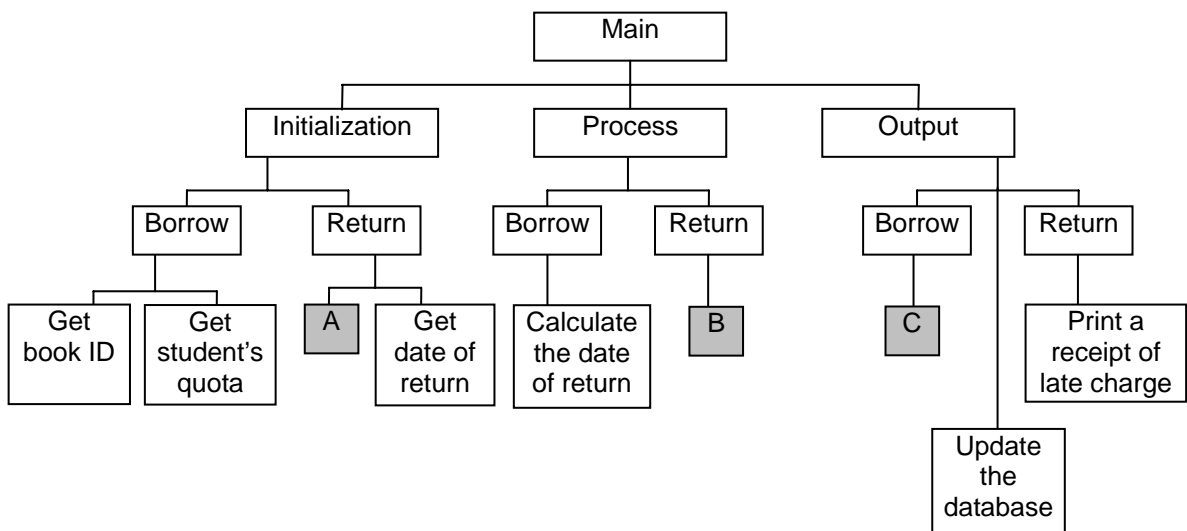 Main
Initialization
Process
Output
Borrow
Return
Borrow
Return
Borrow
Return
Get
book ID
Get
student's
quota
A
Get
date of
return
Calculate
the date
of return
B
C
Print a
receipt of
late charge
Update
the
database